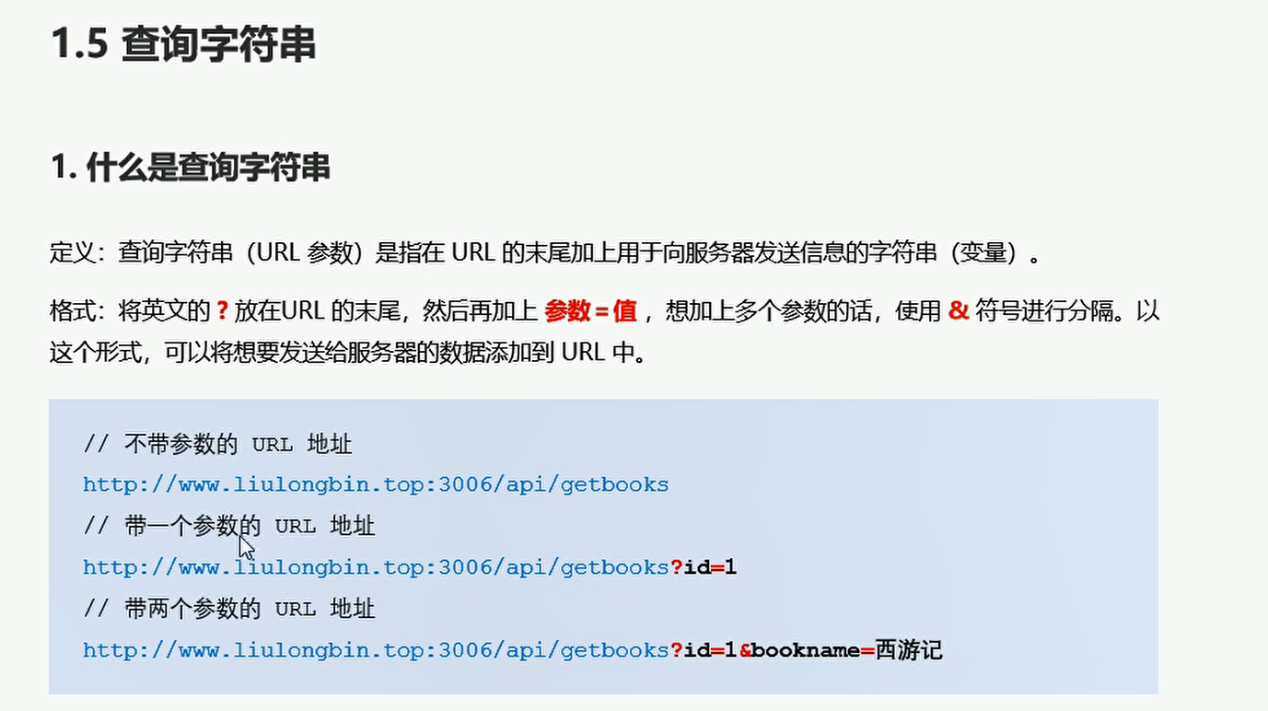 1.5 查询字符串
1. 什么是查询字符串
定义：查询字符串（URL 参数）是指在 URL 的末尾加上用于向服务器发送信息的字符串（变量）。
格式：将英文的 ? 放在URL 的末尾，然后再加上 参数＝值 ，想加上多个参数的话，使用 & 符号进行分隔。以
这个形式，可以将想要发送给服务器的数据添加到 URL 中。
// 不带参数的 URL 地址
http://www.liulongbin.top:3006/api/getbooks
// 带一个参数的 URL 地址
http://www.liulongbin.top:3006/api/getbooks?id=1
// 带两个参数的 URL 地址
http://www.liulongbin.top:3006/api/getbooks?id=1&bookname=西游记